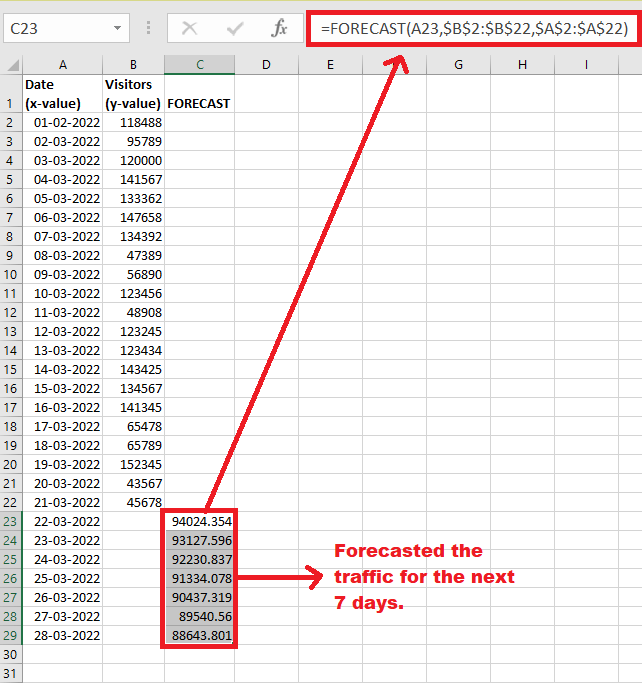 C23 fx =FORECAST(A23,$B$2:$B$22,$A$2:$A$22)
A B C D E F G H I
Date Visitors
1 (x-value) (y-value) FORECAST
2 01-02-2022 118488
3 02-03-2022 95789
4 03-03-2022 120000
5 04-03-2022 141567
6 05-03-2022 133362
7 06-03-2022 147658
8 07-03-2022 134392
9 08-03-2022 47389
10 09-03-2022 56890
11 10-03-2022 123456
12 11-03-2022 48908
13 12-03-2022 123245
14 13-03-2022 123434
15 14-03-2022 143425
16 15-03-2022 134567
17 16-03-2022 141345
18 17-03-2022 65478
19 18-03-2022 65789
20 19-03-2022 152345
21 20-03-2022 43567
22 21-03-2022 45678
23 22-03-2022 94024.354
24 23-03-2022 93127.596
25 24-03-2022 92230.837
26 25-03-2022 91334.078
27 26-03-2022 90437.319
28 27-03-2022 89540.56
29 28-03-2022 88643.801
30
31
Forecasted the
traffic for the next
7 days.